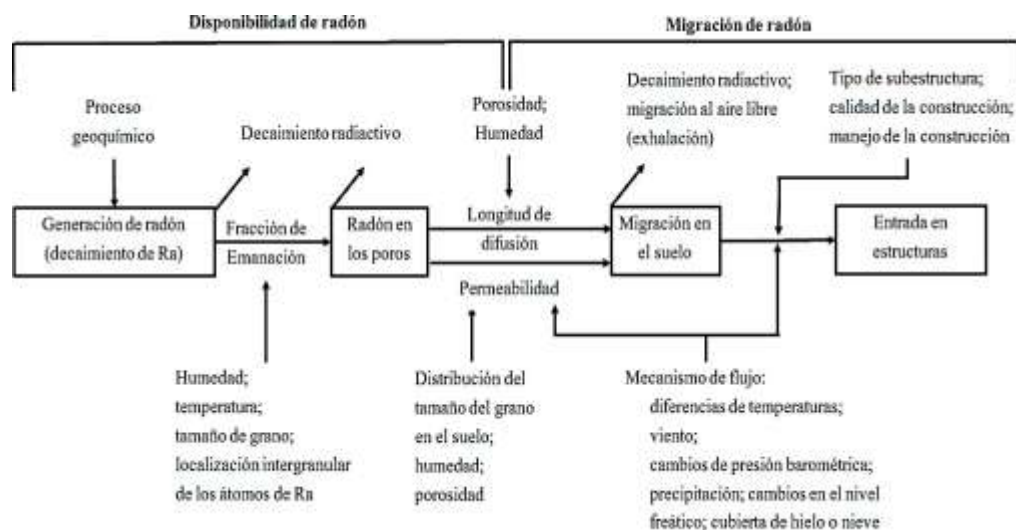 Disponibilidad de radón
Migración de radón
Proceso
geoquímico
Decaimiento radiactivo
Porosidad;
Humedad
Decaimiento radiactivo;
migración al aire libre
(exhalación)
Tipo de subestructura;
calidad de la construcción;
manejo de la construcción
Generación de radón
(decaimiento de Ra)
Fracción de
Emanación
Radón en
los poros
Longitud de
difusión
Permeabilidad
Migración en
el suelo
Entrada en
estructuras
Humedad;
temperatura;
tamaño de grano;
localización intergranular
de los átomos de Ra
Distribución del
tamaño del grano
en el suelo;
humedad;
porosidad
Mecanismo de flujo:
diferencias de temperaturas;
viento;
cambios de presión barométrica;
precipitación; cambios en el nivel
freático; cubierta de hielo o nieve